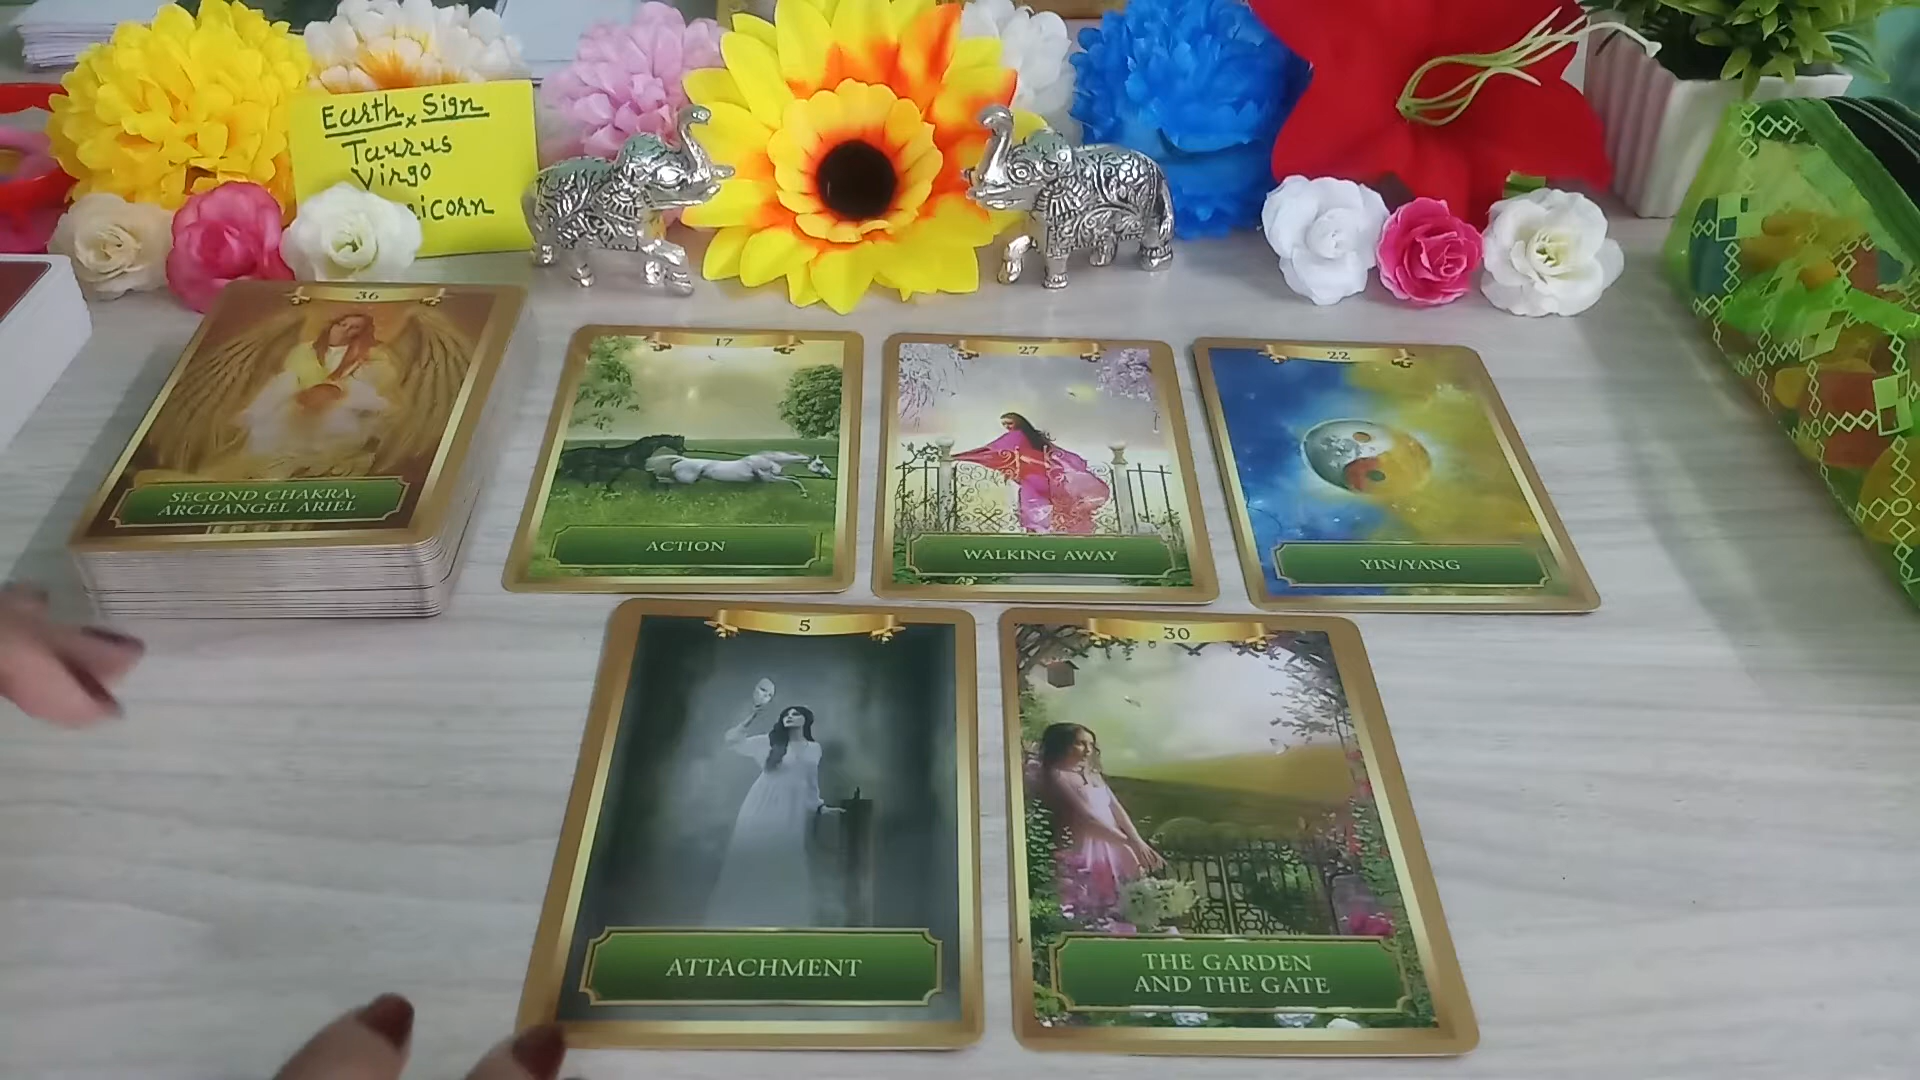 Earth Sign
Taurus
Virgo
ricorn
36
SECOND CHAKRA,
ARCHANGEL ARIEL
17
ACTION
27
WALKING AWAY
22
YIN/YANG
5
ATTACHMENT
30
THE GARDEN
AND THE GATE